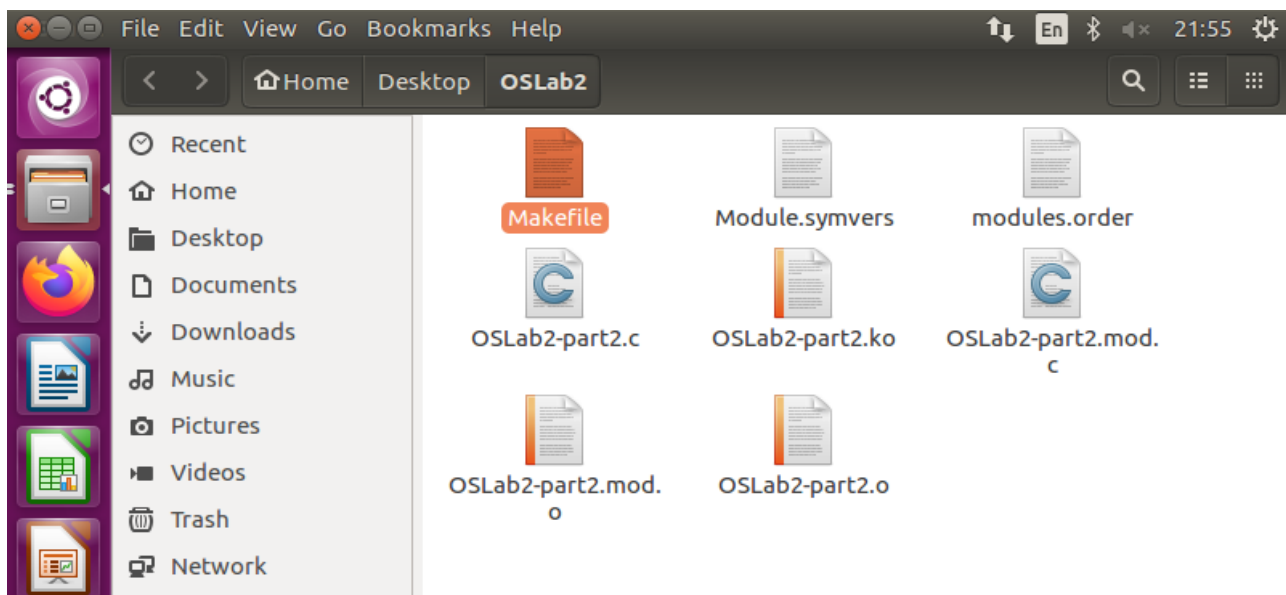 File Edit View Go Bookmarks Help En 21:55
Home Desktop OSLab2
Recent
Home
Desktop
Documents
Downloads
Music
Pictures
Videos
Trash
Network
Makefile Module.symvers modules.order
OSLab2-part2.c OSLab2-part2.ko OSLab2-part2.mod.
c
OSLab2-part2.mod. OSLab2-part2.o
o